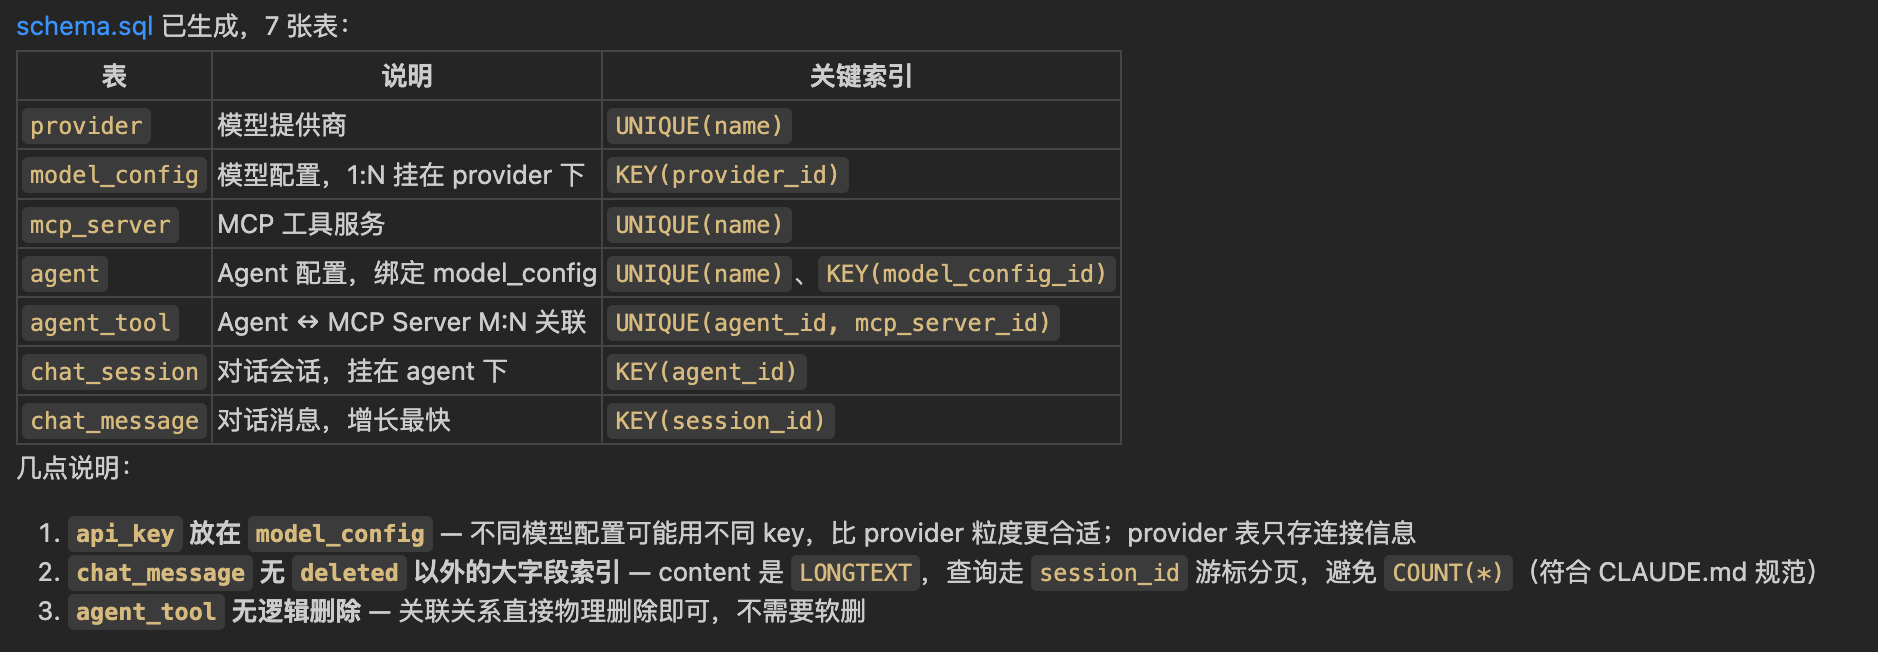 schema.sql 已生成，7 张表：
表 说明 关键索引
provider 模型提供商 UNIQUE(name)
model_config 模型配置，1:N 挂在 provider 下 KEY(provider_id)
mcp_server MCP 工具服务 UNIQUE(name)
agent Agent 配置，绑定 model_config UNIQUE(name)、KEY(model_config_id)
agent_tool Agent ↔ MCP Server M:N 关联 UNIQUE(agent_id, mcp_server_id)
chat_session 对话会话，挂在 agent 下 KEY(agent_id)
chat_message 对话消息，增长最快 KEY(session_id)
几点说明：
1. api_key 放在 model_config — 不同模型配置可能用不同 key，比 provider 粒度更合适；provider 表只存连接信息
2. chat_message 无 deleted 以外的大字段索引 — content 是 LONGTEXT，查询走 session_id 游标分页，避免 COUNT(*)（符合 CLAUDE.md 规范）
3. agent_tool 无逻辑删除 — 关联关系直接物理删除即可，不需要软删